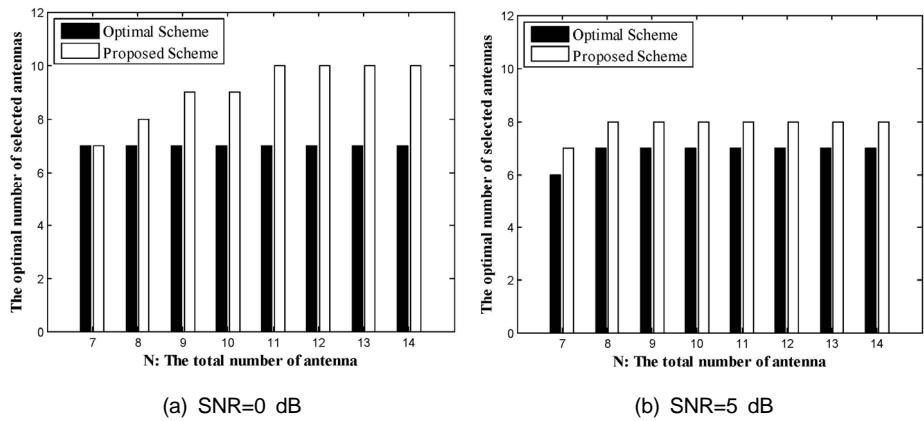 The optimal number of selected antennas
12
10
8
6
4
2
0
Optimal Scheme
Proposed Scheme
7 8 9 10 11 12 13 14
N: The total number of antenna
(a) SNR=0 dB
The optimal number of selected antennas
12
10
8
6
4
2
0
Optimal Scheme
Proposed Scheme
7 8 9 10 11 12 13 14
N: The total number of antenna
(b) SNR=5 dB